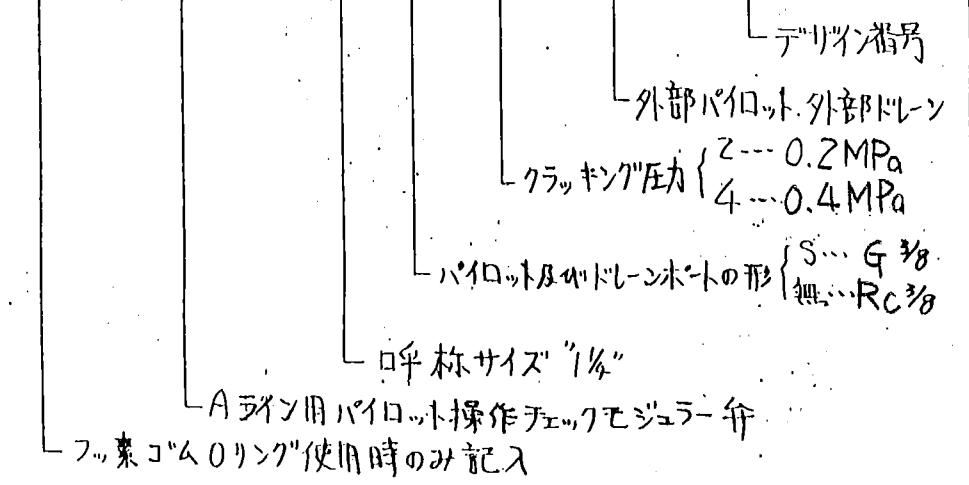 デザイン番号
外部パイロット.外部ドレーン
クラッキング圧力 { 2---0.2MPa
4---0.4MPa
パイロット及びドレーンポートの形 { S… G 3/8
無…Rc 3/8
呼称サイズ "1¼"
Aライン用パイロット操作チェックモジュラー弁
フッ素ゴムOリング使用時のみ記入